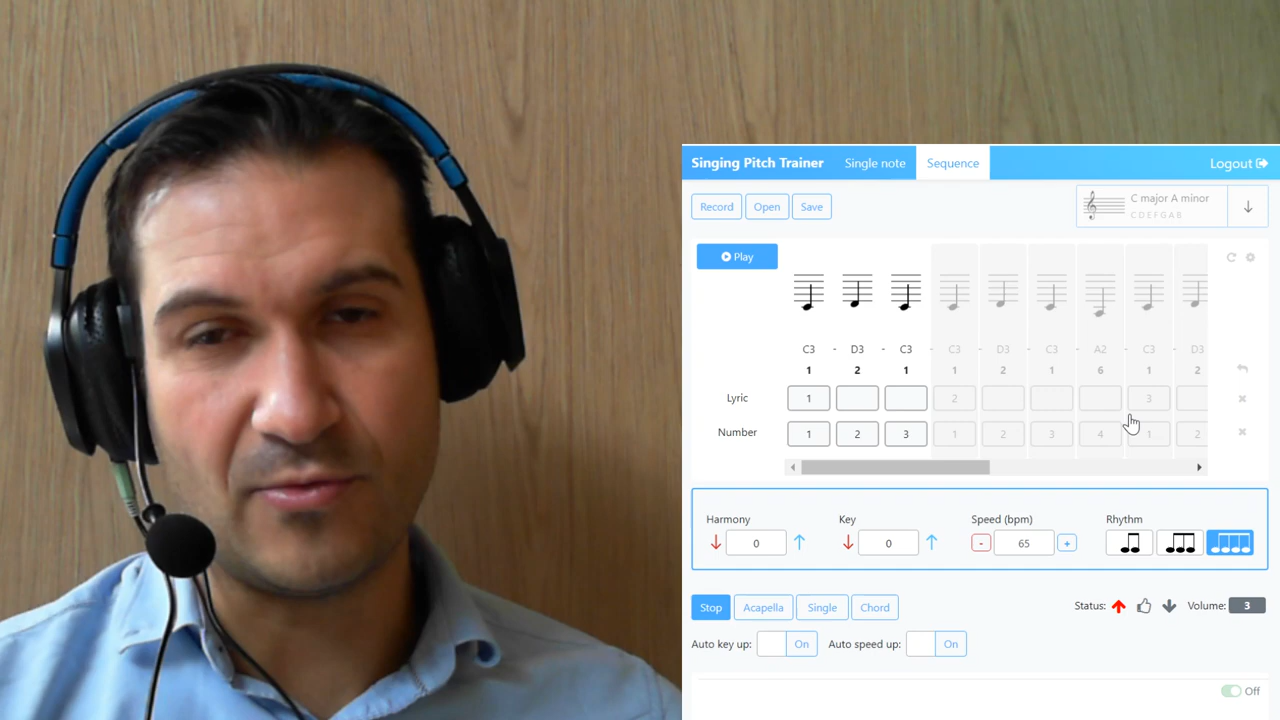 Singing Pitch Trainer Single note Sequence Logout
Record Open Save C major A minor
C D E F G A B
Play
C3 - D3 - C3 - C3 - D3 - C3 - A2 - C3 - D3
1 2 1 1 2 1 6 1 2
Lyric 1 2 3
Number 1 2 3 1 2 3 4 1 2
Harmony Key Speed (bpm) Rhythm
0 0 - 65 +
Stop Acapella Single Chord Status: Volume: 3
Auto key up: On Auto speed up: On
Off